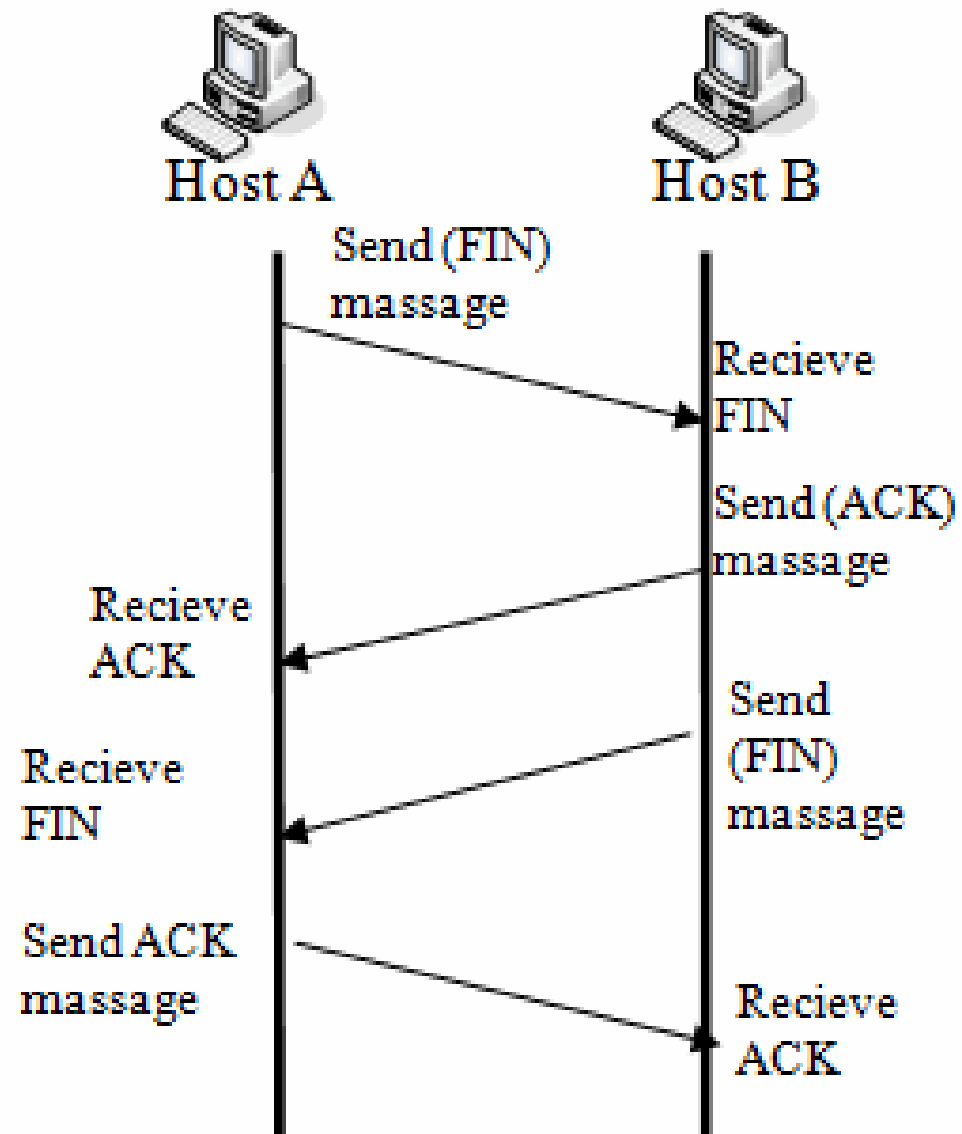 Host A
Host B
Send (FIN)
massage
Recieve
FIN
Send (ACK)
massage
Recieve
ACK
Send
(FIN)
massage
Recieve
FIN
Send ACK
massage
Recieve
ACK